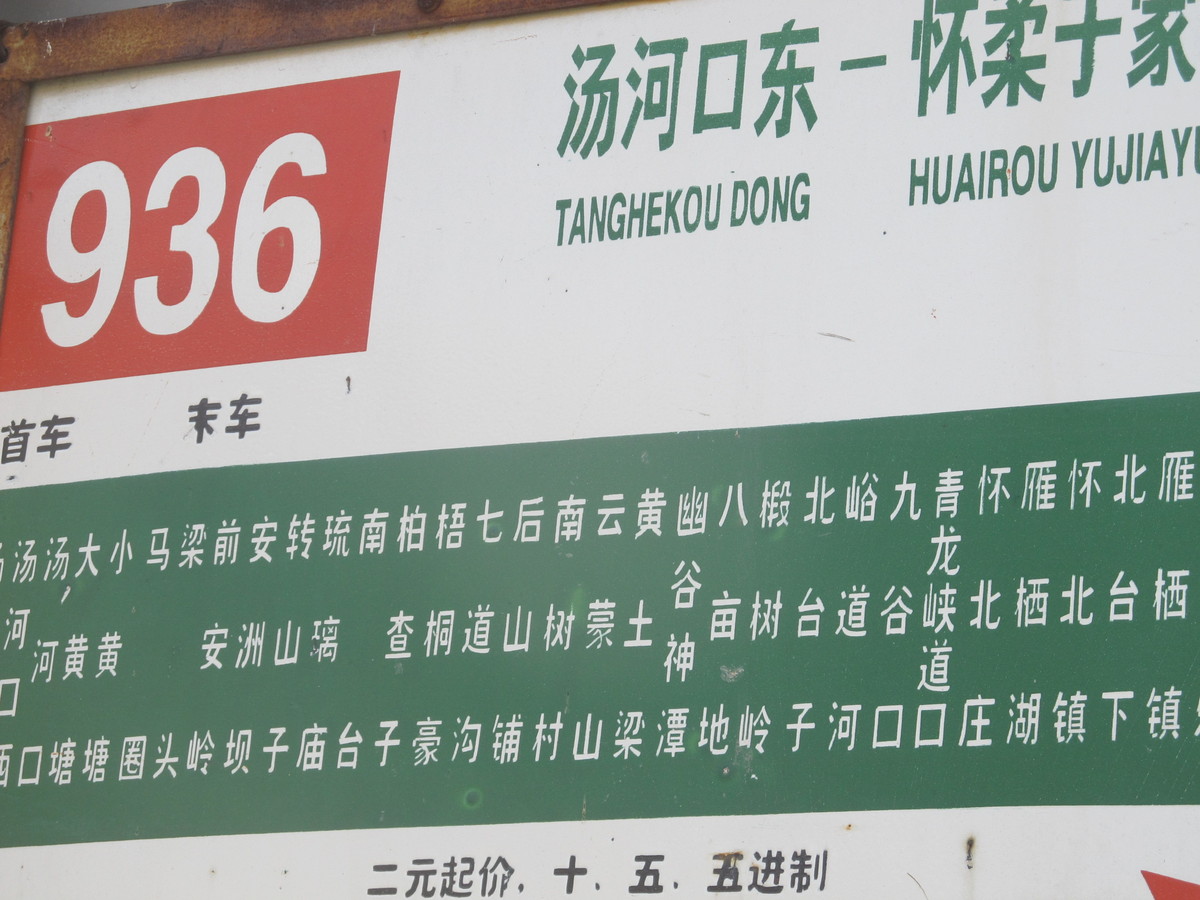 936
汤河口东－怀柔于家
TANGHEKOU DONG
HUAIROU YUJIAYU
首车
末车
汤河口西
汤河口
大黄塘
小黄塘
马圈
梁头
前安岭
安洲坝
转山子
琉璃庙
南台
柏查子
梧桐豪
七道沟
后山铺
南树村
云蒙山
黄土梁
幽谷神潭
八亩地
椴树岭
北台子
峪道河
九谷口
青龙峡道口
怀北庄
雁栖湖
怀北镇
北台下
雁栖镇
二元起价、十、五、五进制